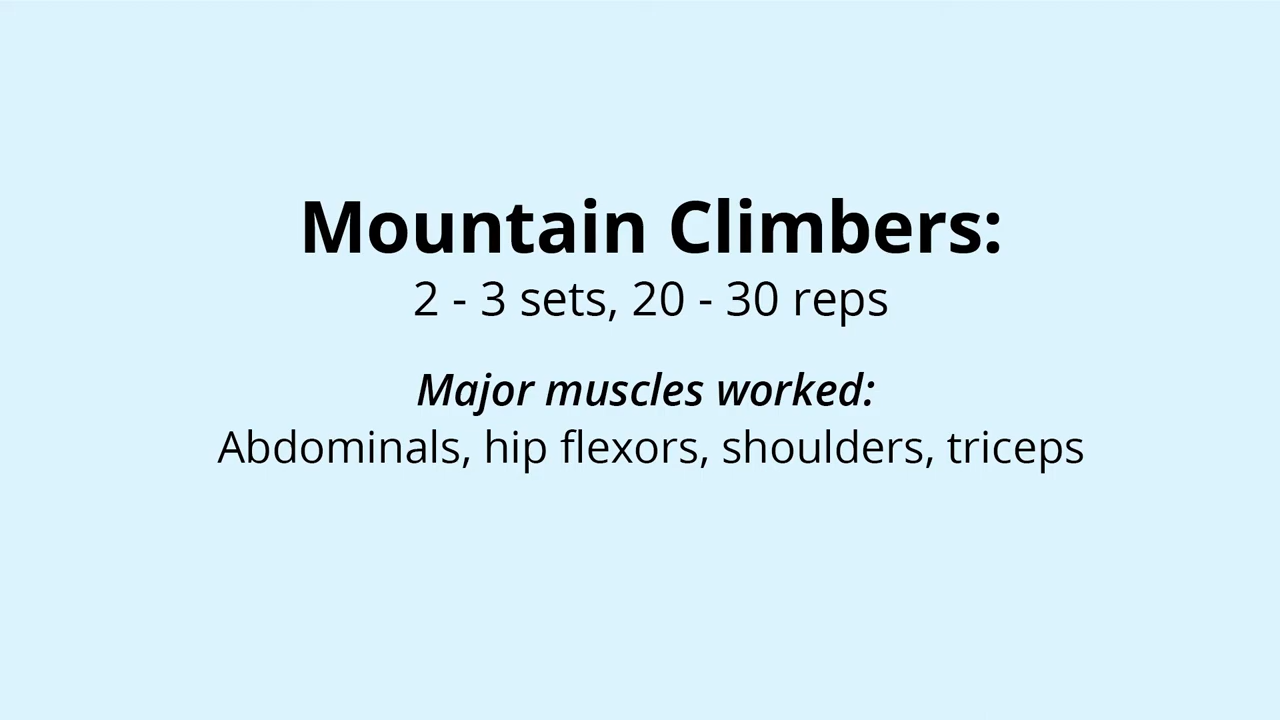 Mountain Climbers:
2 - 3 sets, 20 - 30 reps
Major muscles worked:
Abdominals, hip flexors, shoulders, triceps